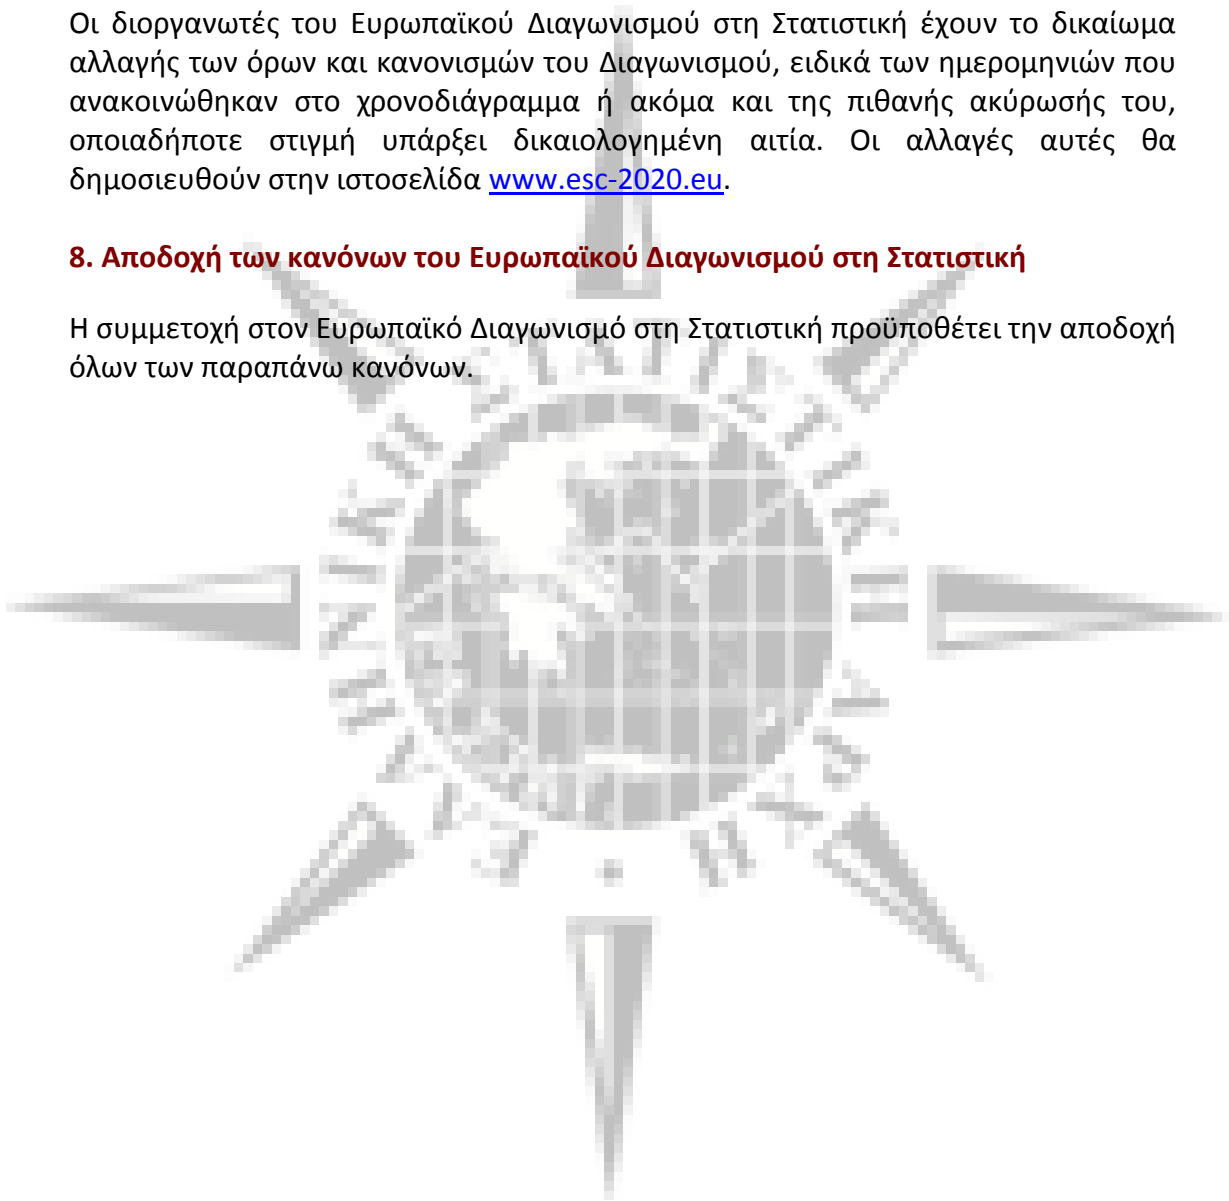 Οι διοργανωτές του Ευρωπαϊκού Διαγωνισμού στη Στατιστική έχουν το δικαίωμα
αλλαγής των όρων και κανονισμών του Διαγωνισμού, ειδικά των ημερομηνιών που
ανακοινώθηκαν στο χρονοδιάγραμμα ή ακόμα και της πιθανής ακύρωσής του,
οποιαδήποτε στιγμή υπάρξει δικαιολογημένη αιτία. Οι αλλαγές αυτές θα
δημοσιευθούν στην ιστοσελίδα www.esc-2020.eu.
8. Αποδοχή των κανόνων του Ευρωπαϊκού Διαγωνισμού στη Στατιστική
Η συμμετοχή στον Ευρωπαϊκό Διαγωνισμό στη Στατιστική προϋποθέτει την αποδοχή
όλων των παραπάνω κανόνων.
ΕΛΛΗΝΙΚΗ ΣΤΑΤΙΣΤΙΚΗ ΑΡΧΗ